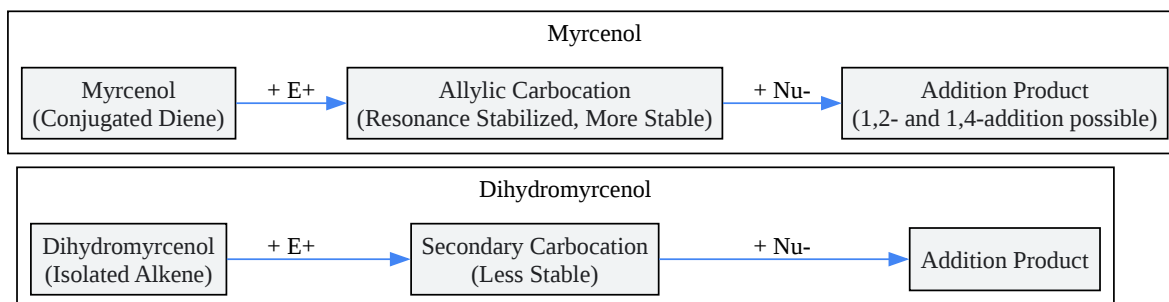 Myrcenol
Myrcenol
(Conjugated Diene)
+ E+
Allylic Carbocation
(Resonance Stabilized, More Stable)
+ Nu-
Addition Product
(1,2- and 1,4-addition possible)
Dihydromyrcenol
Dihydromyrcenol
(Isolated Alkene)
+ E+
Secondary Carbocation
(Less Stable)
+ Nu-
Addition Product